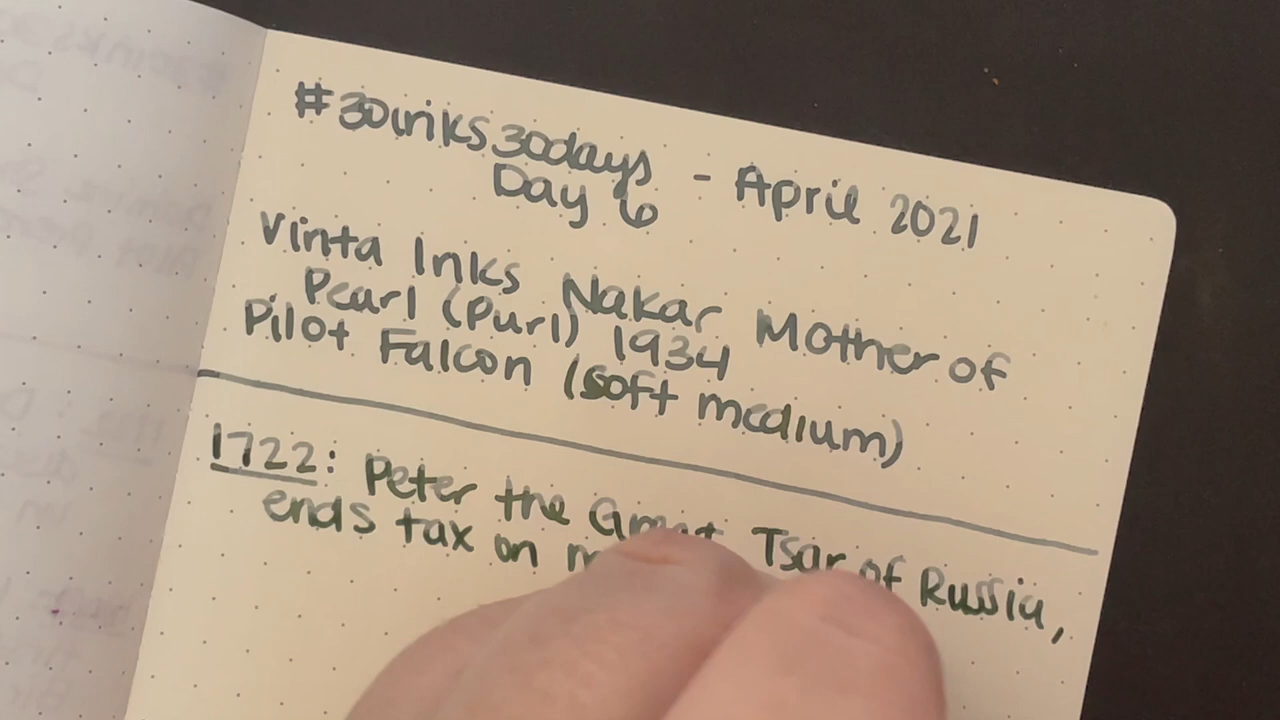 #30inks30days - April 2021
Day 6
Vinta Inks Nakar Mother of
Pearl (Purl) 1934
Pilot Falcon (soft medium)
1722: Peter the Great Tsar of Russia,
ends tax on